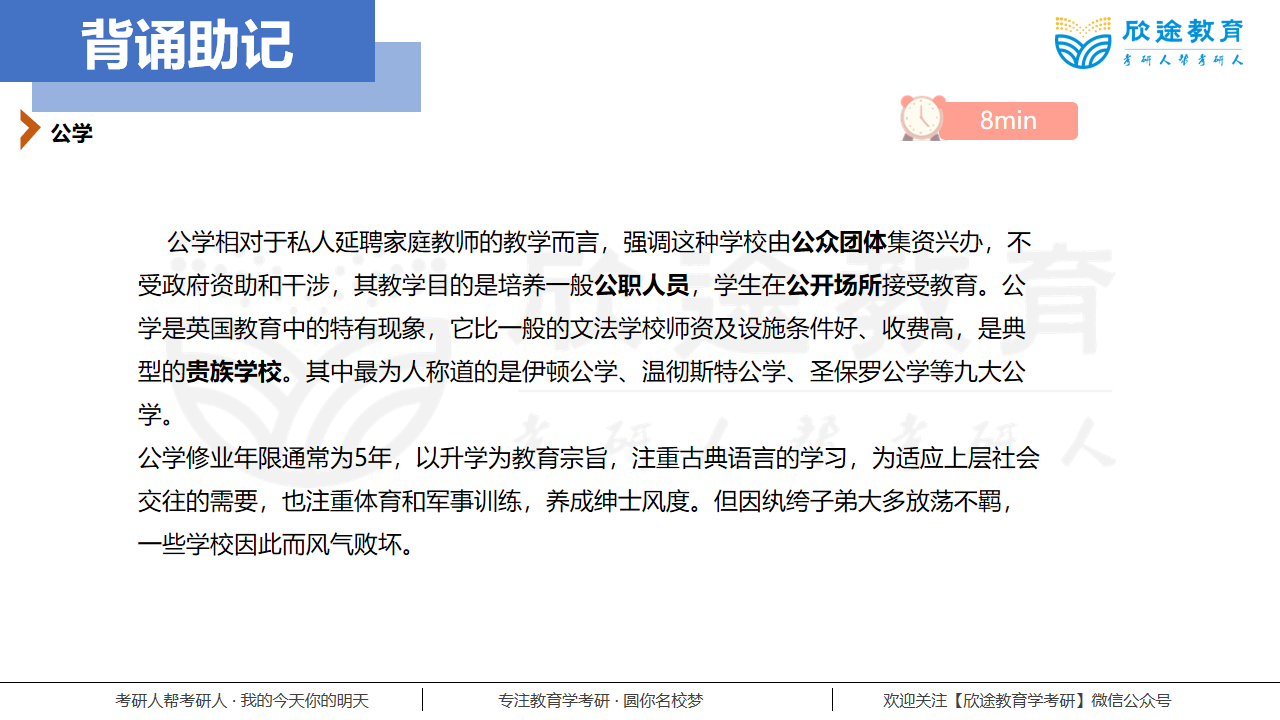 背诵助记
欣途教育
考研人帮考研人
公学
8min
公学相对于私人延聘家庭教师的教学而言，强调这种学校由公众团体集资兴办，不
受政府资助和干涉，其教学目的是培养一般公职人员，学生在公开场所接受教育。公
学是英国教育中的特有现象，它比一般的文法学校师资及设施条件好、收费高，是典
型的贵族学校。其中最为人称道的是伊顿公学、温彻斯特公学、圣保罗公学等九大公
学。
公学修业年限通常为5年，以升学为教育宗旨，注重古典语言的学习，为适应上层社会
交往的需要，也注重体育和军事训练，养成绅士风度。但因纨绔子弟大多放荡不羁，
一些学校因此而风气败坏。
欣途教育
考研人帮考研人
考研人帮考研人 · 我的今天你的明天
专注教育学考研 · 圆你名校梦
欢迎关注【欣途教育学考研】微信公众号